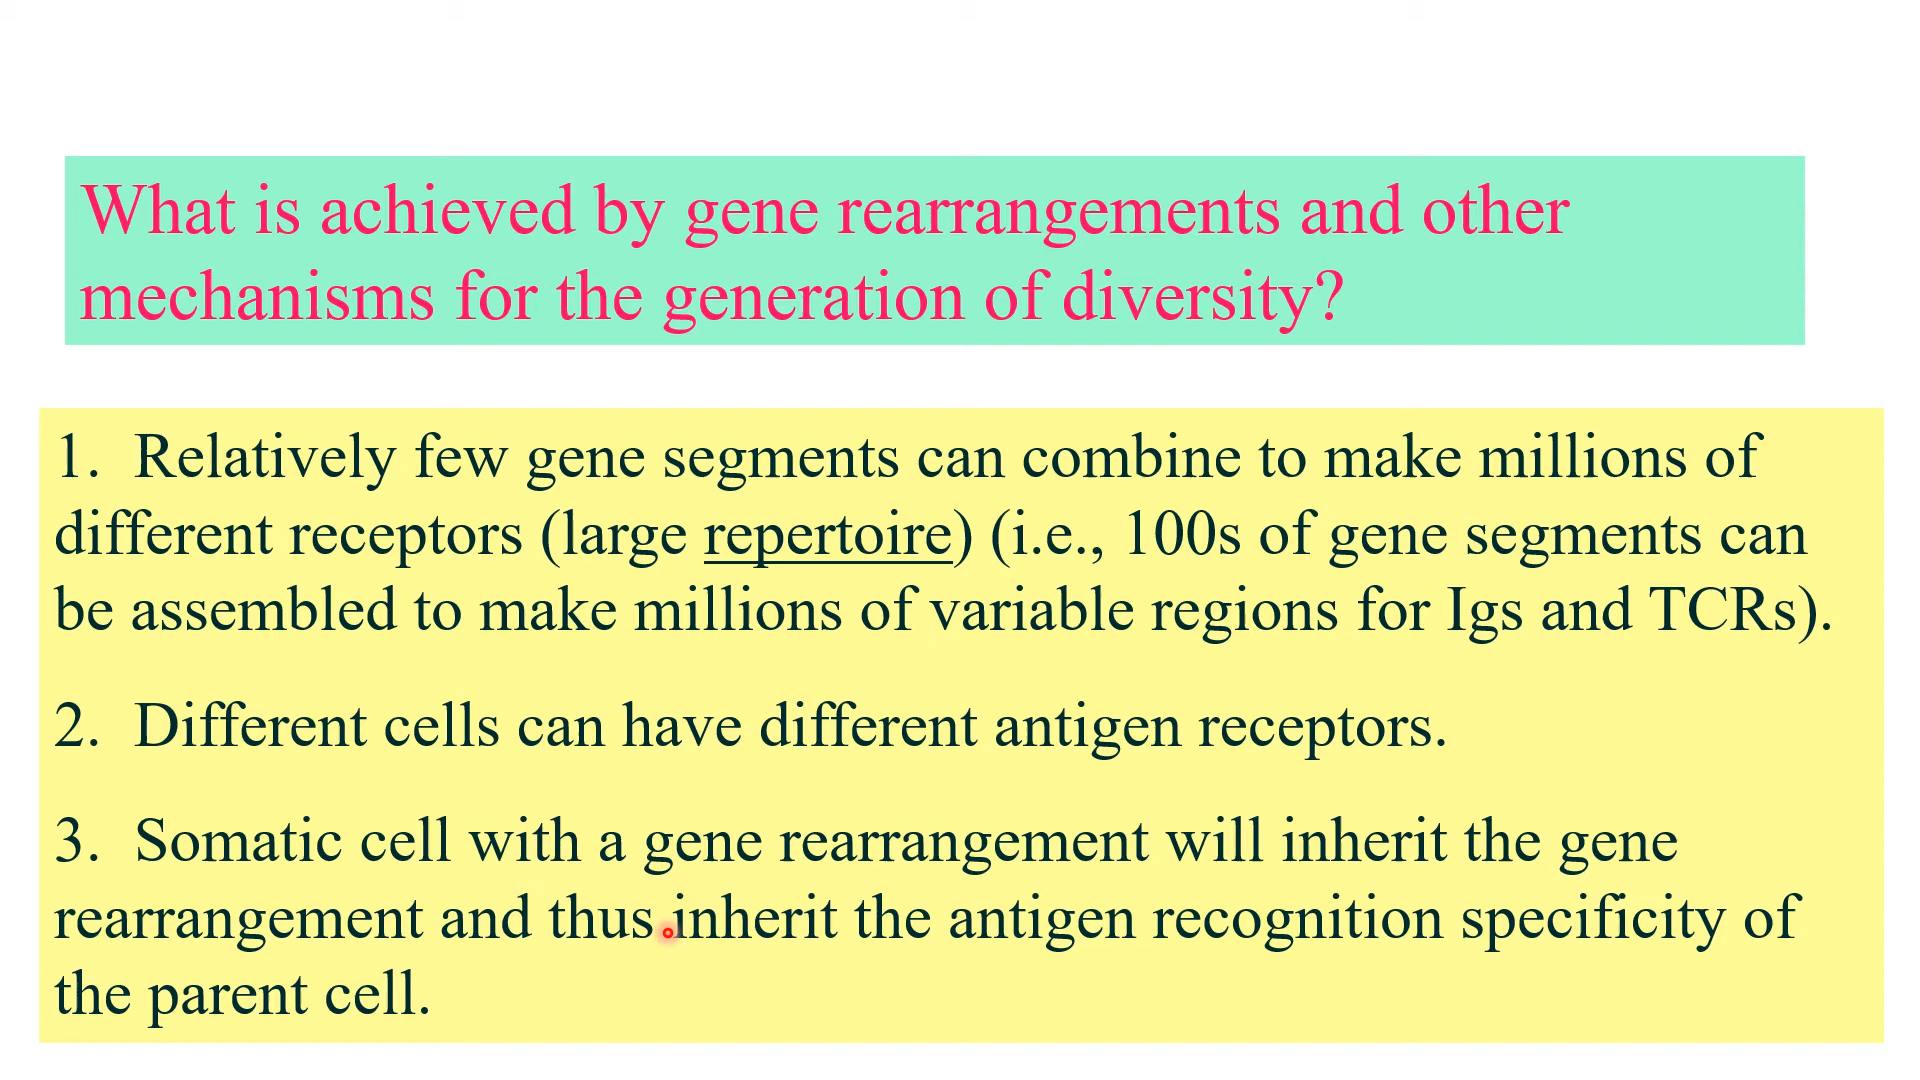 What is achieved by gene rearrangements and other
mechanisms for the generation of diversity?
1. Relatively few gene segments can combine to make millions of
different receptors (large repertoire) (i.e., 100s of gene segments can
be assembled to make millions of variable regions for Igs and TCRs).
2. Different cells can have different antigen receptors.
3. Somatic cell with a gene rearrangement will inherit the gene
rearrangement and thus inherit the antigen recognition specificity of
the parent cell.